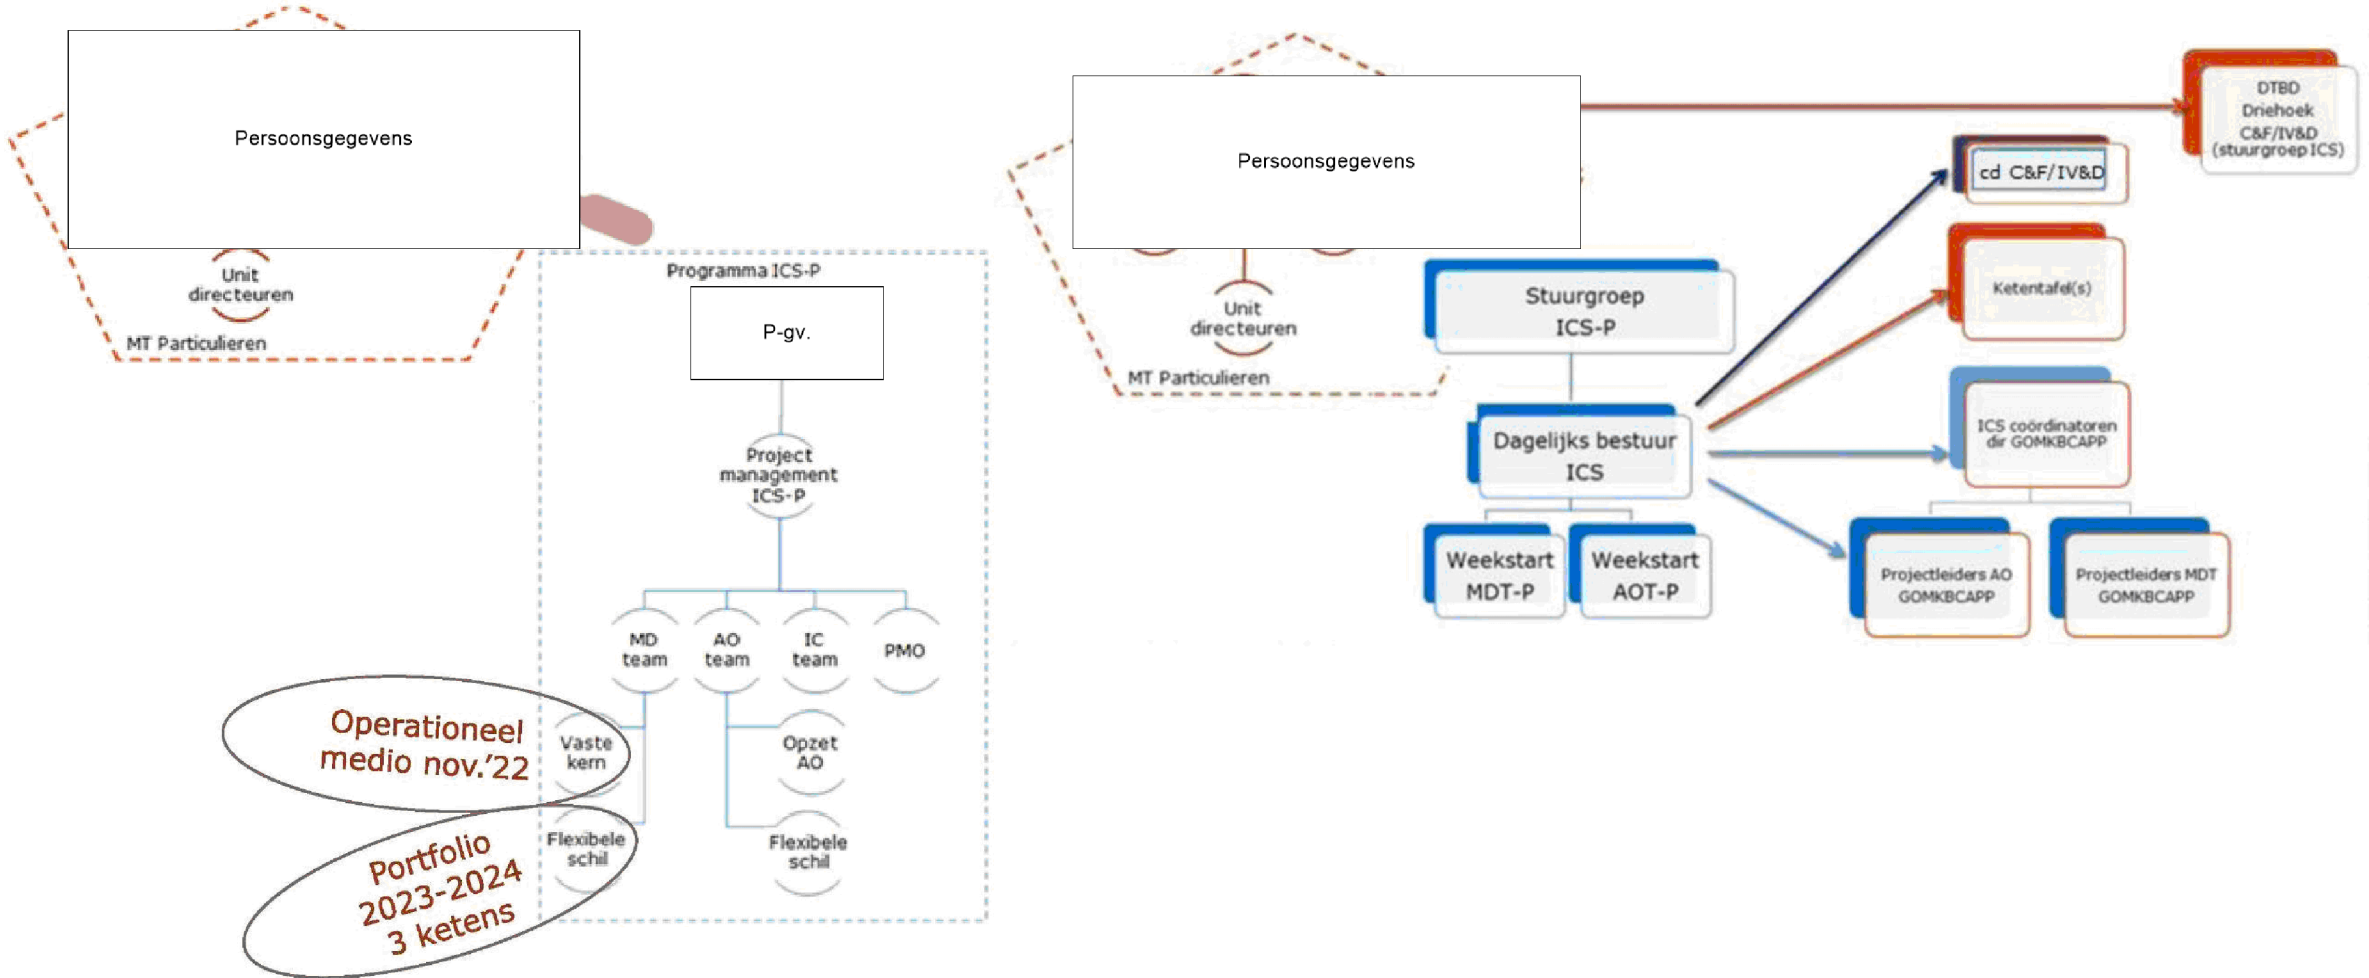 Persoonsgegevens
Unit
directeuren
MT Particulieren
Programma ICS-P
P-gv.
Project
management
ICS-P
MD
team
AO
team
IC
team
PMO
Vaste
kern
Opzet
AO
Flexibele
schil
Flexibele
schil
Operationeel
medio nov.'22
Portfolio
2023-2024
3 ketens
Persoonsgegevens
Unit
directeuren
MT Particulieren
Stuurgroep
ICS-P
Dagelijks bestuur
ICS
Weekstart
MDT-P
Weekstart
AOT-P
DTBD
Driehoek
C&F/IV&D
(stuurgroep ICS)
cd C&F/IV&D
Ketentafel(s)
ICS coördinatoren
dir GOMKBCAPP
Projectleiders AO
GOMKBCAPP
Projectleiders MDT
GOMKBCAPP